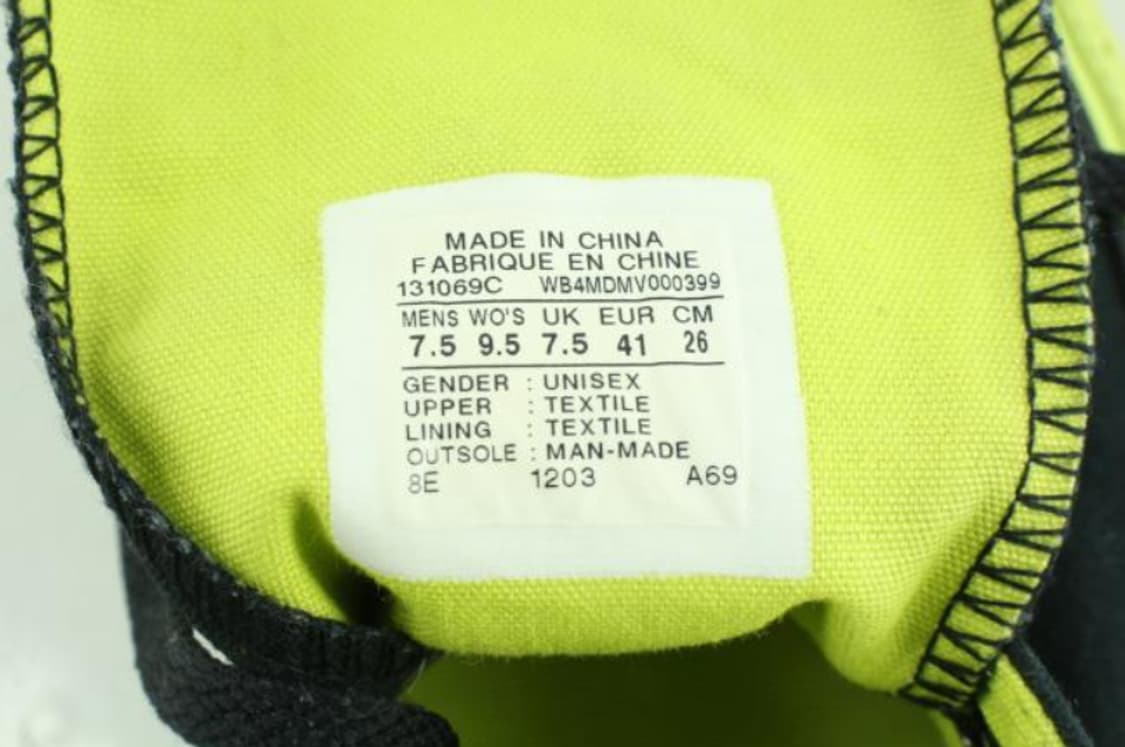 MADE IN CHINA
FABRIQUE EN CHINE
131069C WB4MDMV000399
MENS WO'S UK EUR CM
7.5 9.5 7.5 41 26
GENDER : UNISEX
UPPER : TEXTILE
LINING : TEXTILE
OUTSOLE : MAN-MADE
8E 1203 A69